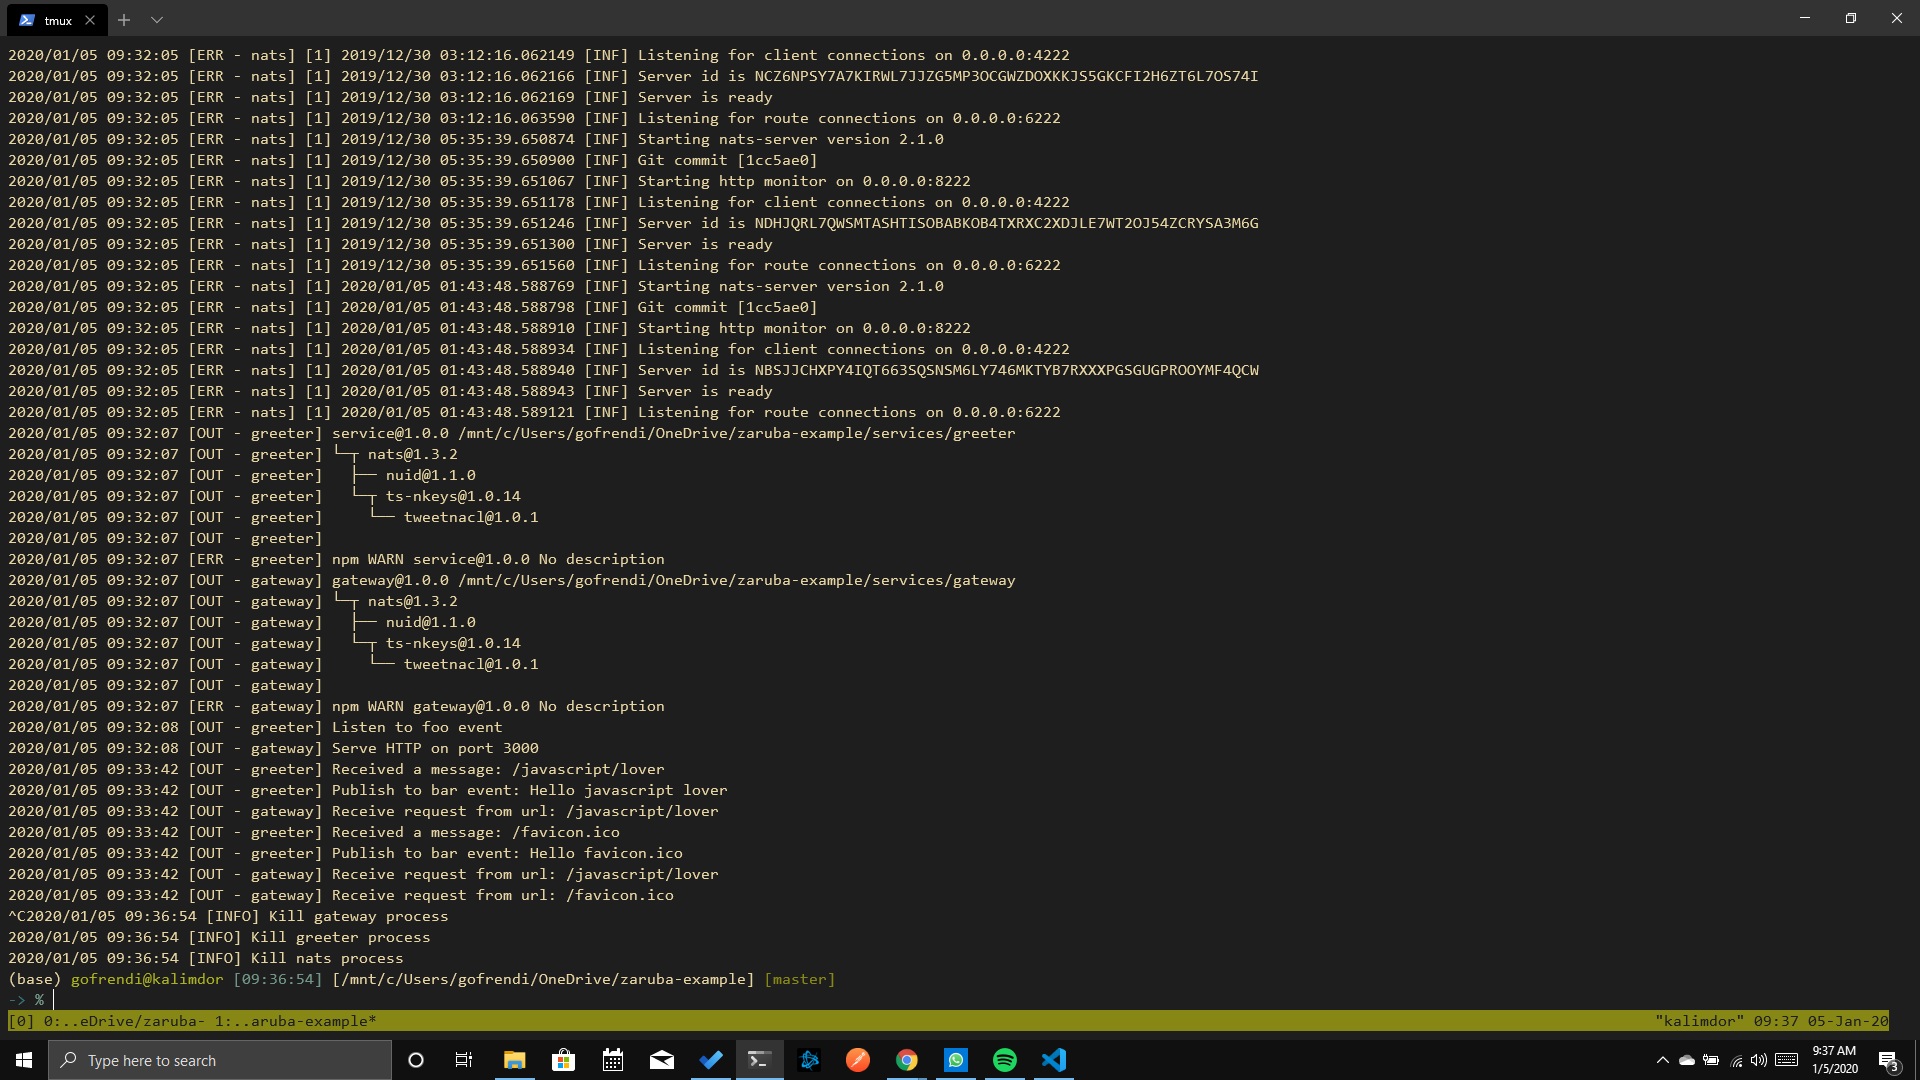 tmux
2020/01/05 09:32:05 [ERR - nats] [1] 2019/12/30 03:12:16.062149 [INF] Listening for client connections on 0.0.0.0:4222
2020/01/05 09:32:05 [ERR - nats] [1] 2019/12/30 03:12:16.062166 [INF] Server id is NCZ6NPSY7A7KIRWL7JJZG5MP3OCGWZDOXKKJS5GKCFI2H6ZT6L7OS74I
2020/01/05 09:32:05 [ERR - nats] [1] 2019/12/30 03:12:16.062169 [INF] Server is ready
2020/01/05 09:32:05 [ERR - nats] [1] 2019/12/30 03:12:16.063590 [INF] Listening for route connections on 0.0.0.0:6222
2020/01/05 09:32:05 [ERR - nats] [1] 2019/12/30 05:35:39.650874 [INF] Starting nats-server version 2.1.0
2020/01/05 09:32:05 [ERR - nats] [1] 2019/12/30 05:35:39.650900 [INF] Git commit [1cc5ae0]
2020/01/05 09:32:05 [ERR - nats] [1] 2019/12/30 05:35:39.651067 [INF] Starting http monitor on 0.0.0.0:8222
2020/01/05 09:32:05 [ERR - nats] [1] 2019/12/30 05:35:39.651178 [INF] Listening for client connections on 0.0.0.0:4222
2020/01/05 09:32:05 [ERR - nats] [1] 2019/12/30 05:35:39.651246 [INF] Server id is NDHJQRL7QWSMTASHTISOBABKOB4TXRXC2XDJLE7WT2OJ54ZCRYSA3M6G
2020/01/05 09:32:05 [ERR - nats] [1] 2019/12/30 05:35:39.651300 [INF] Server is ready
2020/01/05 09:32:05 [ERR - nats] [1] 2019/12/30 05:35:39.651560 [INF] Listening for route connections on 0.0.0.0:6222
2020/01/05 09:32:05 [ERR - nats] [1] 2020/01/05 01:43:48.588769 [INF] Starting nats-server version 2.1.0
2020/01/05 09:32:05 [ERR - nats] [1] 2020/01/05 01:43:48.588798 [INF] Git commit [1cc5ae0]
2020/01/05 09:32:05 [ERR - nats] [1] 2020/01/05 01:43:48.588910 [INF] Starting http monitor on 0.0.0.0:8222
2020/01/05 09:32:05 [ERR - nats] [1] 2020/01/05 01:43:48.588934 [INF] Listening for client connections on 0.0.0.0:4222
2020/01/05 09:32:05 [ERR - nats] [1] 2020/01/05 01:43:48.588940 [INF] Server id is NBSJJCHXPY4IQT663SQSNSM6LY746MKTYB7RXXXPGSGUGPROOYMF4QCW
2020/01/05 09:32:05 [ERR - nats] [1] 2020/01/05 01:43:48.588943 [INF] Server is ready
2020/01/05 09:32:05 [ERR - nats] [1] 2020/01/05 01:43:48.589121 [INF] Listening for route connections on 0.0.0.0:6222
2020/01/05 09:32:07 [OUT - greeter] service@1.0.0 /mnt/c/Users/gofrendi/OneDrive/zaruba-example/services/greeter
2020/01/05 09:32:07 [OUT - greeter] └─┬ nats@1.3.2
2020/01/05 09:32:07 [OUT - greeter]   ├── nuid@1.1.0
2020/01/05 09:32:07 [OUT - greeter]   └─┬ ts-nkeys@1.0.14
2020/01/05 09:32:07 [OUT - greeter]     └── tweetnacl@1.0.1
2020/01/05 09:32:07 [OUT - greeter]
2020/01/05 09:32:07 [ERR - greeter] npm WARN service@1.0.0 No description
2020/01/05 09:32:07 [OUT - gateway] gateway@1.0.0 /mnt/c/Users/gofrendi/OneDrive/zaruba-example/services/gateway
2020/01/05 09:32:07 [OUT - gateway] └─┬ nats@1.3.2
2020/01/05 09:32:07 [OUT - gateway]   ├── nuid@1.1.0
2020/01/05 09:32:07 [OUT - gateway]   └─┬ ts-nkeys@1.0.14
2020/01/05 09:32:07 [OUT - gateway]     └── tweetnacl@1.0.1
2020/01/05 09:32:07 [OUT - gateway]
2020/01/05 09:32:07 [ERR - gateway] npm WARN gateway@1.0.0 No description
2020/01/05 09:32:08 [OUT - greeter] Listen to foo event
2020/01/05 09:32:08 [OUT - gateway] Serve HTTP on port 3000
2020/01/05 09:33:42 [OUT - greeter] Received a message: /javascript/lover
2020/01/05 09:33:42 [OUT - greeter] Publish to bar event: Hello javascript lover
2020/01/05 09:33:42 [OUT - gateway] Receive request from url: /javascript/lover
2020/01/05 09:33:42 [OUT - greeter] Received a message: /favicon.ico
2020/01/05 09:33:42 [OUT - greeter] Publish to bar event: Hello favicon.ico
2020/01/05 09:33:42 [OUT - gateway] Receive request from url: /javascript/lover
2020/01/05 09:33:42 [OUT - gateway] Receive request from url: /favicon.ico
^C2020/01/05 09:36:54 [INFO] Kill gateway process
2020/01/05 09:36:54 [INFO] Kill greeter process
2020/01/05 09:36:54 [INFO] Kill nats process
(base) gofrendi@kalimdor [09:36:54] [/mnt/c/Users/gofrendi/OneDrive/zaruba-example] [master]
-> %
[0] 0:..eDrive/zaruba- 1:..aruba-example* "kalimdor" 09:37 05-Jan-20
Type here to search
9:37 AM
1/5/2020
3